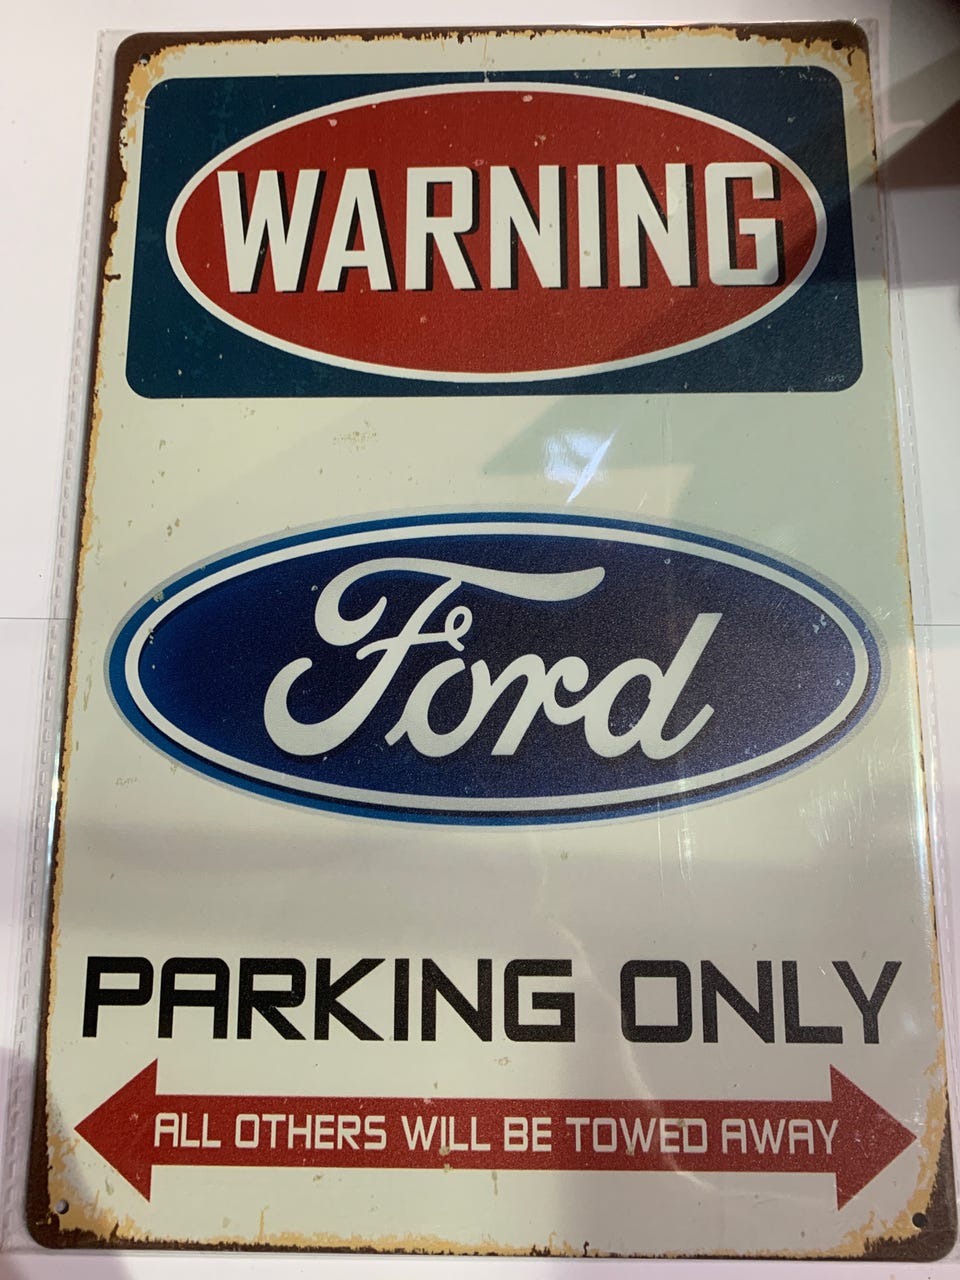 WARNING
Ford
PARKING ONLY
ALL OTHERS WILL BE TOWED AWAY